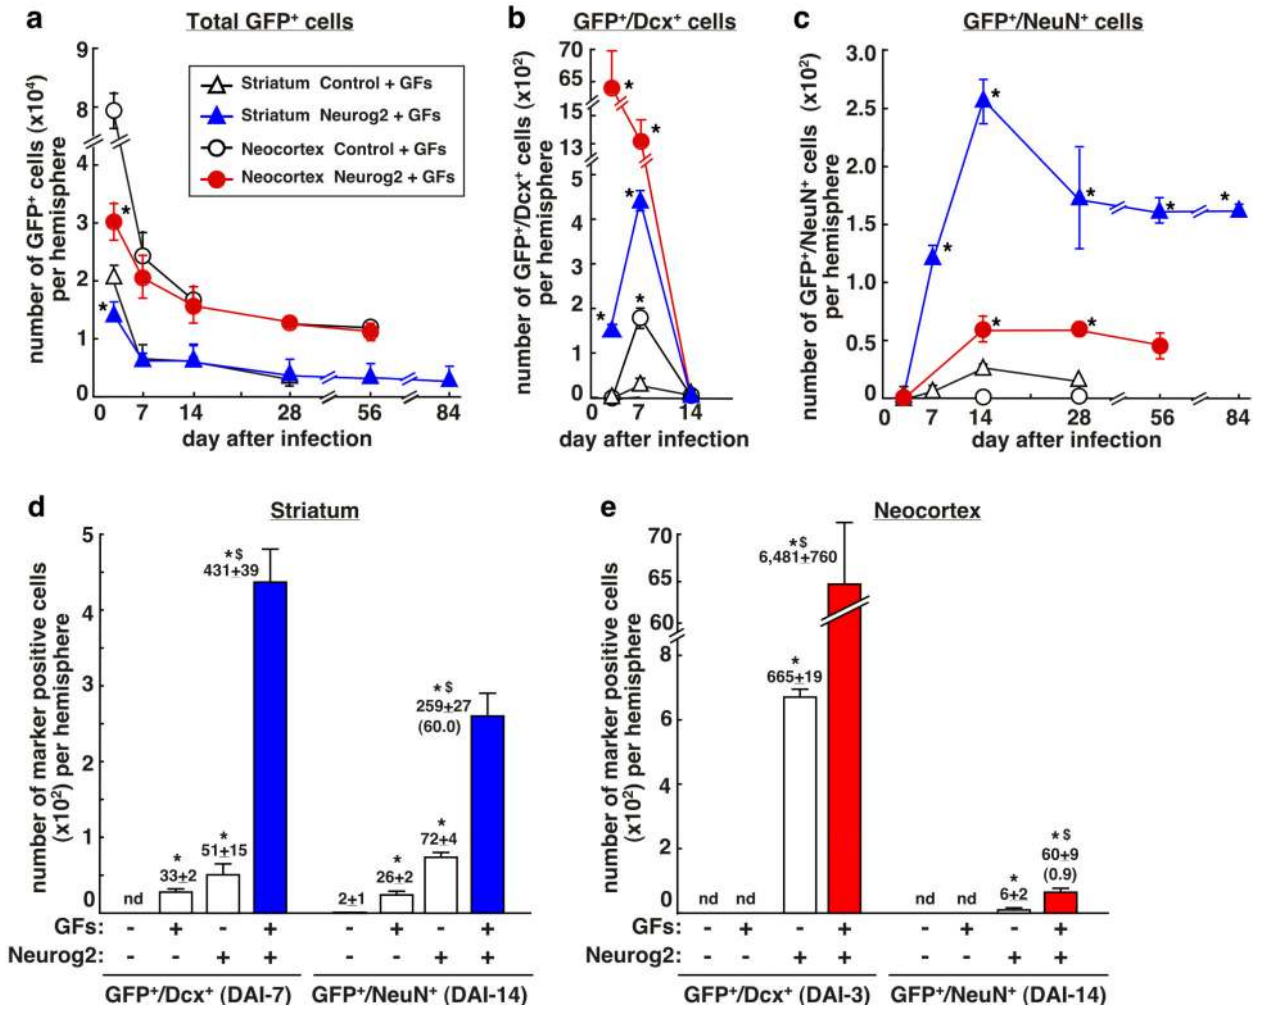 a
Total GFP⁺ cells
number of GFP⁺ cells (x10⁴)
per hemisphere
9
8
4
3
2
1
0
*
*
Striatum Control + GFs
Striatum Neurog2 + GFs
Neocortex Control + GFs
Neocortex Neurog2 + GFs
0 7 14 28 56 84
day after infection
b
GFP⁺/Dcx⁺ cells
number of GFP⁺/Dcx⁺ cells (x10²)
per hemisphere
70
65
15
13
5
4
3
2
1
0
*
*
*
*
*
0 7 14
day after infection
c
GFP⁺/NeuN⁺ cells
number of GFP⁺/NeuN⁺ cells (x10²)
per hemisphere
3.0
2.5
2.0
1.5
1.0
0.5
0
*
*
*
*
*
*
*
0 7 14 28 56 84
day after infection
d
Striatum
number of marker positive cells
(x10²) per hemisphere
5
4
3
2
1
0
nd
*
33±2
*
51±15
*$
431±39
2±1
*
26±2
*
72±4
*$
259±27
(60.0)
GFs: - + - + - + - +
Neurog2: - - + + - - + +
GFP⁺/Dcx⁺ (DAI-7) GFP⁺/NeuN⁺ (DAI-14)
e
Neocortex
number of marker positive cells
(x10²) per hemisphere
70
65
60
8
6
4
2
0
nd nd
*
665±19
*$
6,481±760
nd nd
*
6±2
*$
60±9
(0.9)
GFs: - + - + - + - +
Neurog2: - - + + - - + +
GFP⁺/Dcx⁺ (DAI-3) GFP⁺/NeuN⁺ (DAI-14)